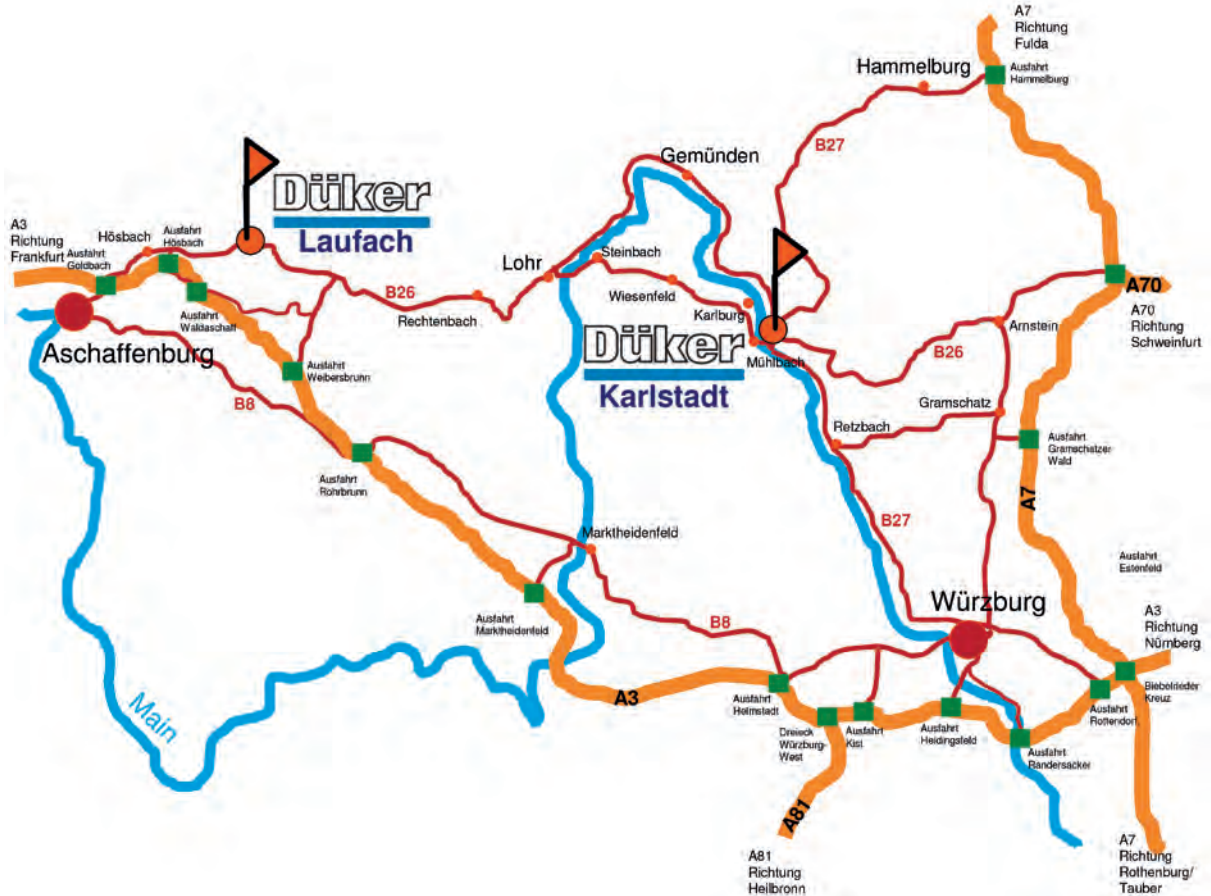 A7
Richtung
Fulda
Ausfahrt
Hammelburg
Hammelburg
B27
Gemünden
Düker
Laufach
A3
Richtung
Frankfurt
Hösbach
Ausfahrt
Hösbach
Ausfahrt
Goldbach
Steinbach
Lohr
B26
Rechtenbach
Wiesenfeld
Karlburg
A70
A70
Richtung
Schweinfurt
Arnstein
Ausfahrt
Waldaschaff
Aschaffenburg
Düker
Karlstadt
Mühlbach
B26
Ausfahrt
Weibersbrunn
B8
Gramschatz
Retzbach
Ausfahrt
Gramschatzer
Wald
Ausfahrt
Rohrbrunn
A7
B27
Marktheidenfeld
Ausfahrt
Estenfeld
Würzburg
A3
Richtung
Nürnberg
Ausfahrt
Marktheidenfeld
B8
Main
A3
Ausfahrt
Helmstadt
Biebelrieder
Kreuz
Ausfahrt
Rottendorf
Dreieck
Würzburg-
West
Ausfahrt
Kist
Ausfahrt
Heidingsfeld
Ausfahrt
Randersacker
A81
A81
Richtung
Heilbronn
A7
Richtung
Rothenburg/
Tauber